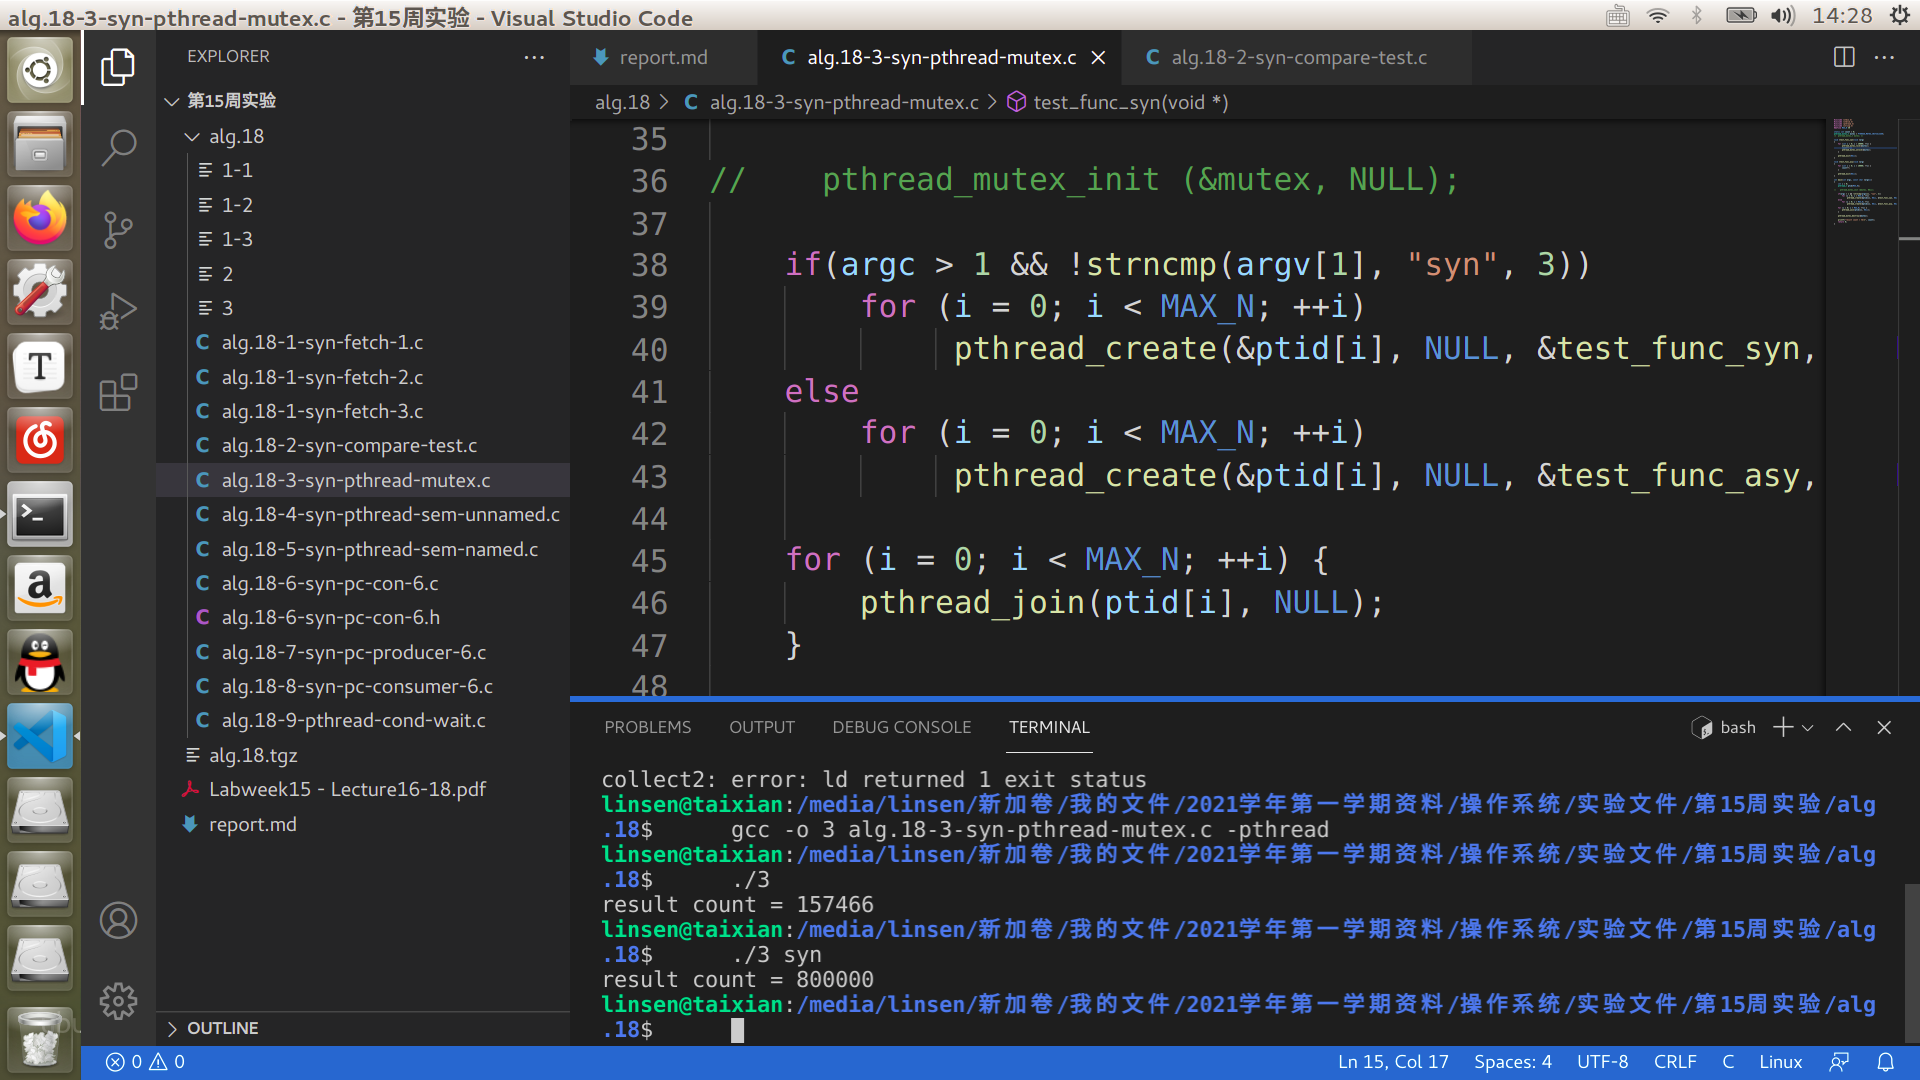 alg.18-3-syn-pthread-mutex.c - 第15周实验 - Visual Studio Code
14:28
EXPLORER
第15周实验
alg.18
1-1
1-2
1-3
2
3
alg.18-1-syn-fetch-1.c
alg.18-1-syn-fetch-2.c
alg.18-1-syn-fetch-3.c
alg.18-2-syn-compare-test.c
alg.18-3-syn-pthread-mutex.c
alg.18-4-syn-pthread-sem-unnamed.c
alg.18-5-syn-pthread-sem-named.c
alg.18-6-syn-pc-con-6.c
alg.18-6-syn-pc-con-6.h
alg.18-7-syn-pc-producer-6.c
alg.18-8-syn-pc-consumer-6.c
alg.18-9-pthread-cond-wait.c
alg.18.tgz
Labweek15 - Lecture16-18.pdf
report.md
OUTLINE
report.md
C alg.18-3-syn-pthread-mutex.c
C alg.18-2-syn-compare-test.c
alg.18 > C alg.18-3-syn-pthread-mutex.c > test_func_syn(void *)
35
36 //    pthread_mutex_init (&mutex, NULL);
37
38 if(argc > 1 && !strncmp(argv[1], "syn", 3))
39 for (i = 0; i < MAX_N; ++i)
40 pthread_create(&ptid[i], NULL, &test_func_syn,
41 else
42 for (i = 0; i < MAX_N; ++i)
43 pthread_create(&ptid[i], NULL, &test_func_asy,
44
45 for (i = 0; i < MAX_N; ++i) {
46 pthread_join(ptid[i], NULL);
47 }
48
PROBLEMS OUTPUT DEBUG CONSOLE TERMINAL
bash
collect2: error: ld returned 1 exit status
linsen@taixian:/media/linsen/新加卷/我的文件/2021学年第一学期资料/操作系统/实验文件/第15周实验/alg
.18$      gcc -o 3 alg.18-3-syn-pthread-mutex.c -pthread
linsen@taixian:/media/linsen/新加卷/我的文件/2021学年第一学期资料/操作系统/实验文件/第15周实验/alg
.18$      ./3
result count = 157466
linsen@taixian:/media/linsen/新加卷/我的文件/2021学年第一学期资料/操作系统/实验文件/第15周实验/alg
.18$      ./3 syn
result count = 800000
linsen@taixian:/media/linsen/新加卷/我的文件/2021学年第一学期资料/操作系统/实验文件/第15周实验/alg
.18$
0 0
Ln 15, Col 17 Spaces: 4 UTF-8 CRLF C Linux